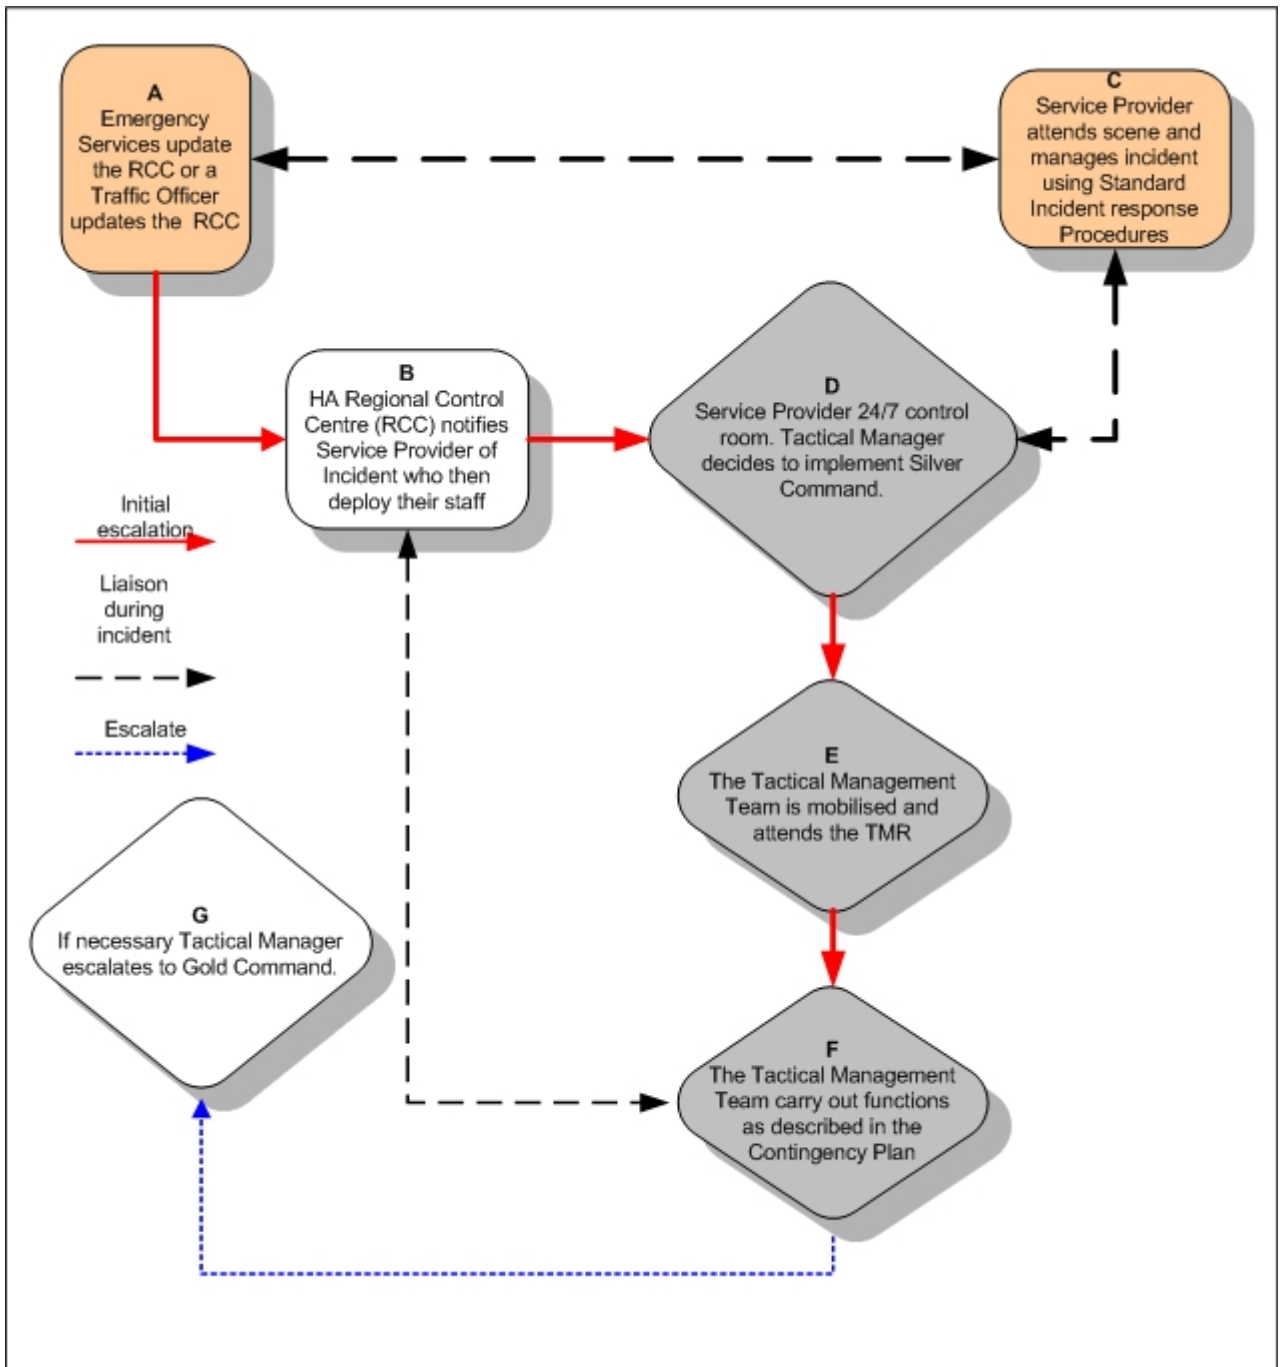 A
Emergency
Services update
the RCC or a
Traffic Officer
updates the RCC
C
Service Provider
attends scene and
manages incident
using Standard
Incident response
Procedures
B
HA Regional Control
Centre (RCC) notifies
Service Provider of
Incident who then
deploy their staff
D
Service Provider 24/7 control
room. Tactical Manager
decides to implement Silver
Command.
Initial
escalation
Liaison
during
incident
Escalate
E
The Tactical Management
Team is mobilised and
attends the TMR
G
If necessary Tactical Manager
escalates to Gold Command.
F
The Tactical Management
Team carry out functions
as described in the
Contingency Plan